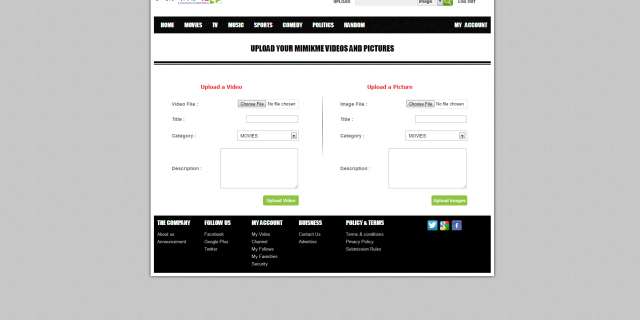 UPLOAD Image LOG OUT
HOME MOVIES TV MUSIC SPORTS COMEDY POLITICS RANDOM MY ACCOUNT
UPLOAD YOUR MIMIKME VIDEOS AND PICTURES
Upload a Video
Video File : Choose File No file chosen
Title :
Category : MOVIES
Description :
Upload Video
Upload a Picture
Image File : Choose File No file chosen
Title :
Category : MOVIES
Description :
Upload Images
THE COMPANY
About us
Announcement
FOLLOW US
Facebook
Google Plus
Twitter
MY ACCOUNT
My Video
Channel
My Follows
My Favorites
Security
BUISNESS
Contact Us
Advertise
POLICY & TERMS
Terms & conditions
Privacy Policy
Submission Rules